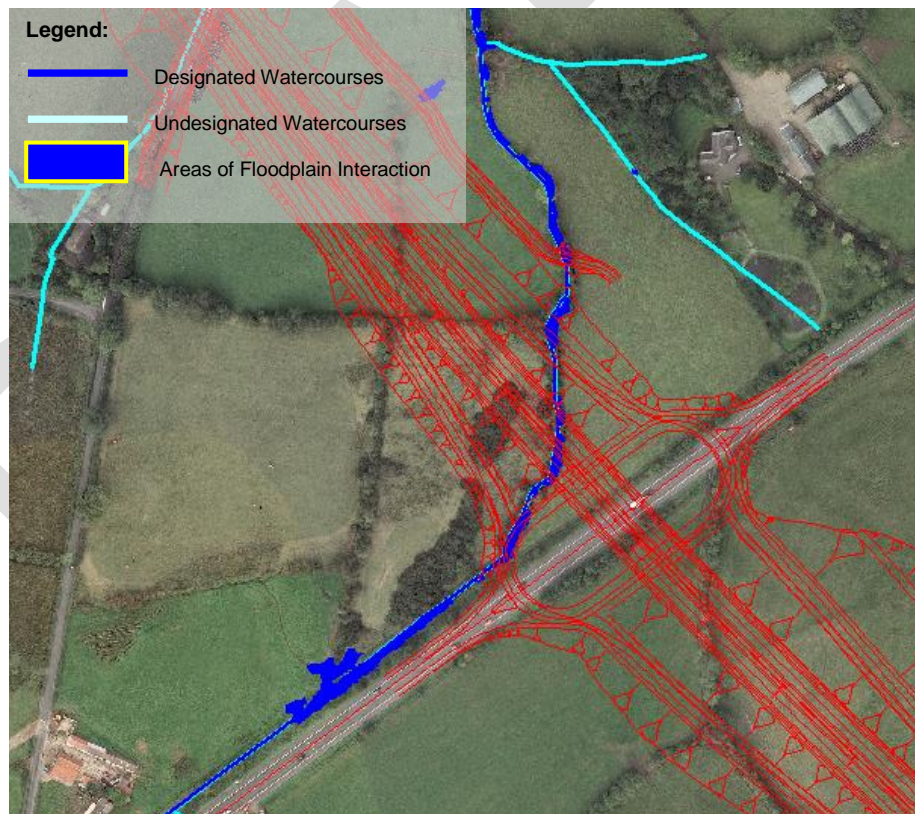 Legend:
Designated Watercourses
Undesignated Watercourses
Areas of Floodplain Interaction